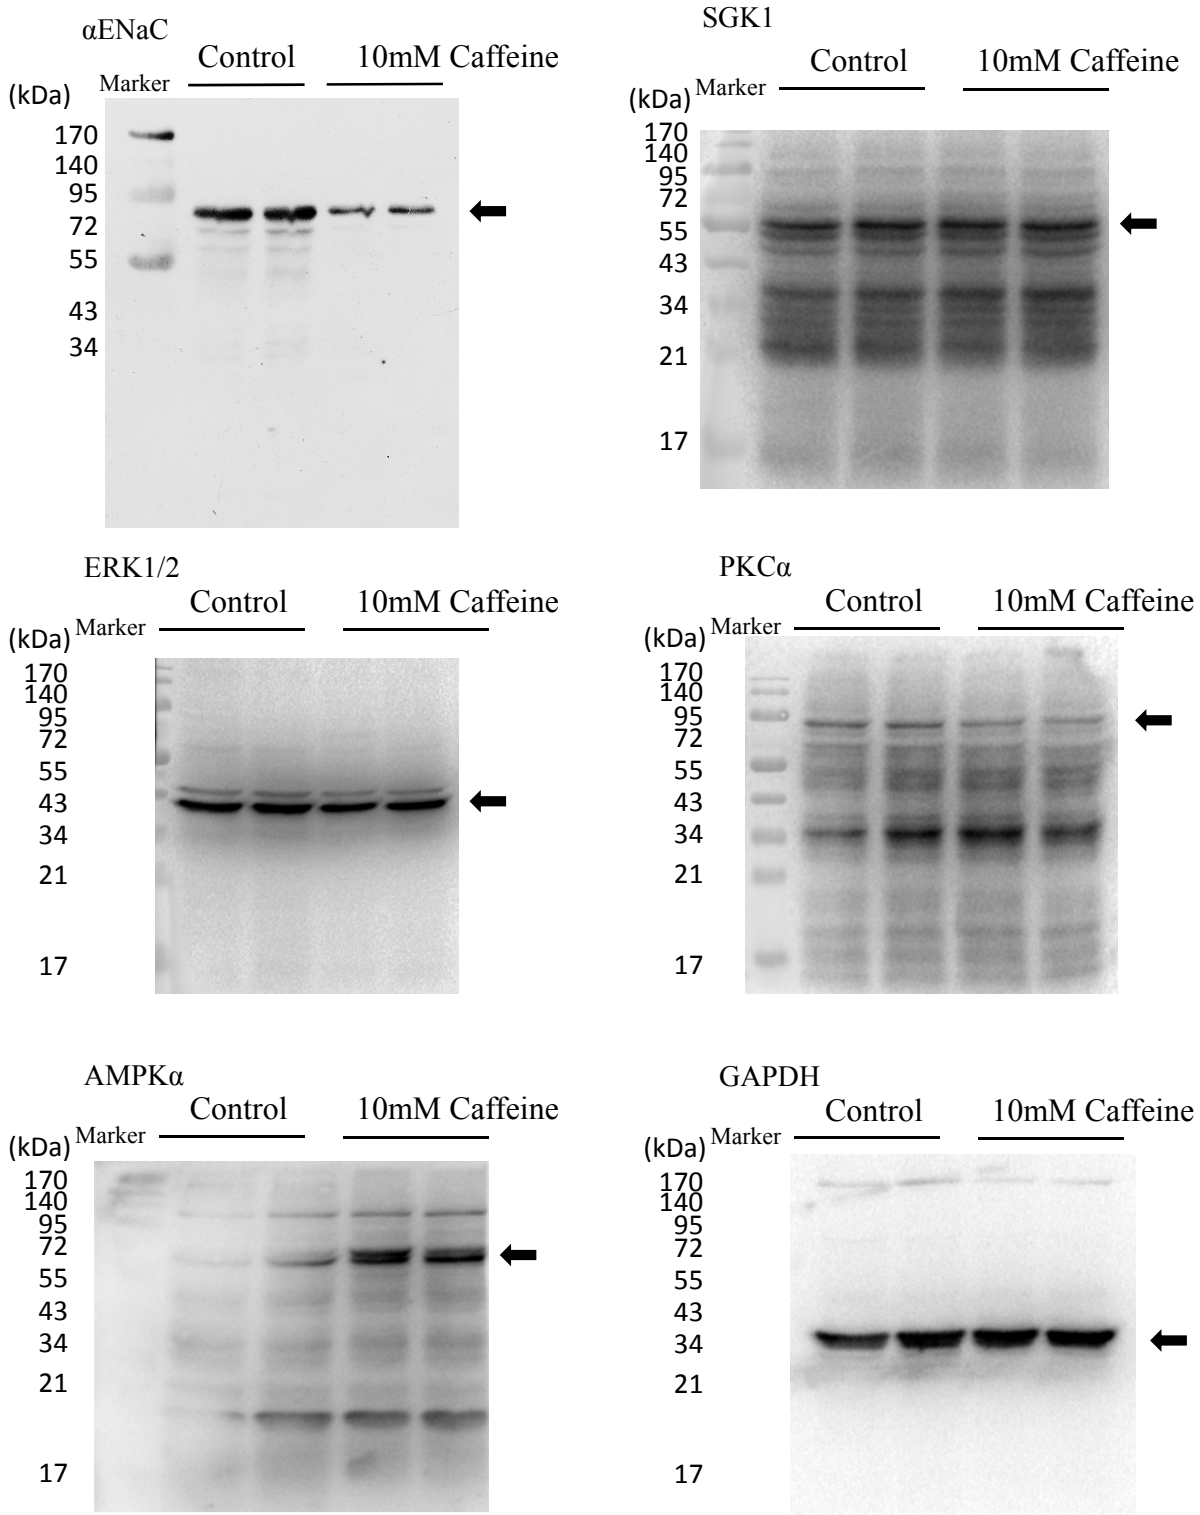 αENaC
Control 10mM Caffeine
Marker
(kDa)
170
140
95
72
55
43
34
SGK1
Control 10mM Caffeine
Marker
(kDa)
170
140
95
72
55
43
34
21
17
ERK1/2
Control 10mM Caffeine
Marker
(kDa)
170
140
95
72
55
43
34
21
17
PKCα
Control 10mM Caffeine
Marker
(kDa)
170
140
95
72
55
43
34
21
17
AMPKα
Control 10mM Caffeine
Marker
(kDa)
170
140
95
72
55
43
34
21
17
GAPDH
Control 10mM Caffeine
Marker
(kDa)
170
140
95
72
55
43
34
21
17